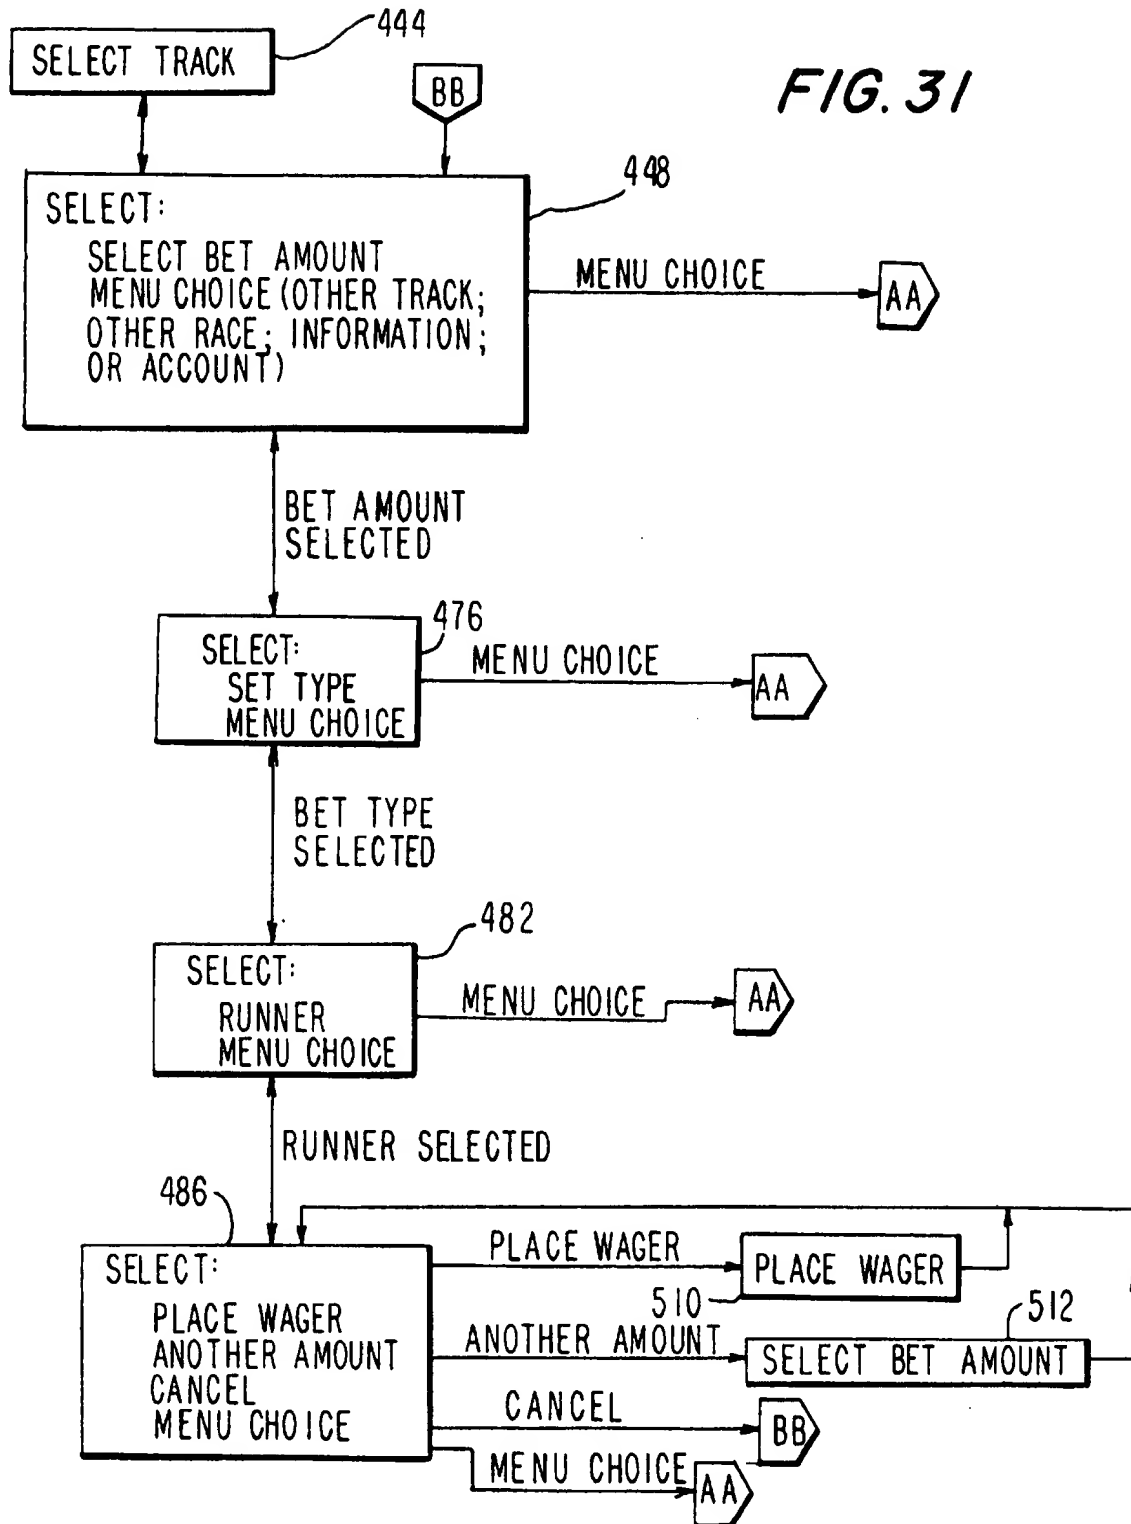 444
SELECT TRACK
BB
FIG. 31
448
SELECT:
SELECT BET AMOUNT
MENU CHOICE (OTHER TRACK;
OTHER RACE; INFORMATION;
OR ACCOUNT)
MENU CHOICE
AA
BET AMOUNT
SELECTED
476
SELECT:
SET TYPE
MENU CHOICE
MENU CHOICE
AA
BET TYPE
SELECTED
482
SELECT:
RUNNER
MENU CHOICE
MENU CHOICE
AA
RUNNER SELECTED
486
SELECT:
PLACE WAGER
ANOTHER AMOUNT
CANCEL
MENU CHOICE
PLACE WAGER
PLACE WAGER
510
512
ANOTHER AMOUNT
SELECT BET AMOUNT
CANCEL
BB
MENU CHOICE
AA